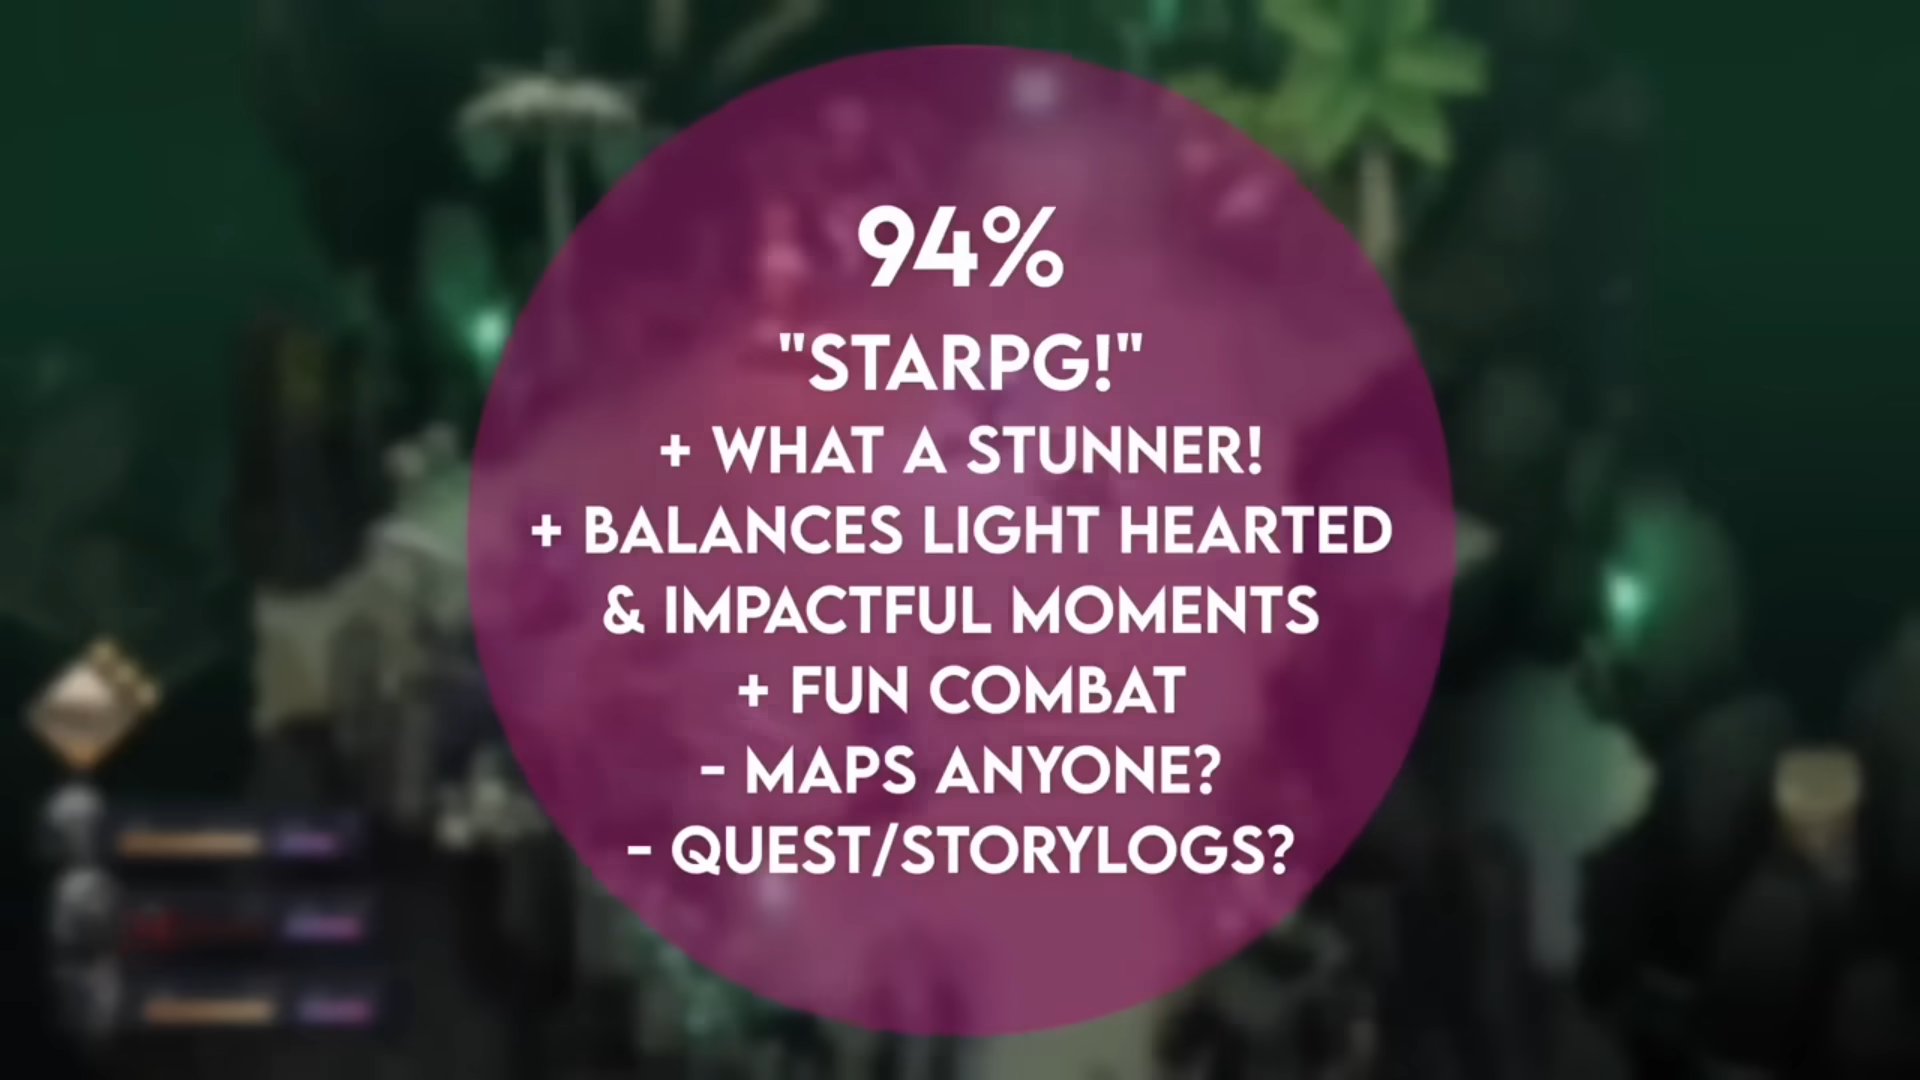 94%
"STARPG!"
+ WHAT A STUNNER!
+ BALANCES LIGHT HEARTED
& IMPACTFUL MOMENTS
+ FUN COMBAT
- MAPS ANYONE?
- QUEST/STORYLOGS?